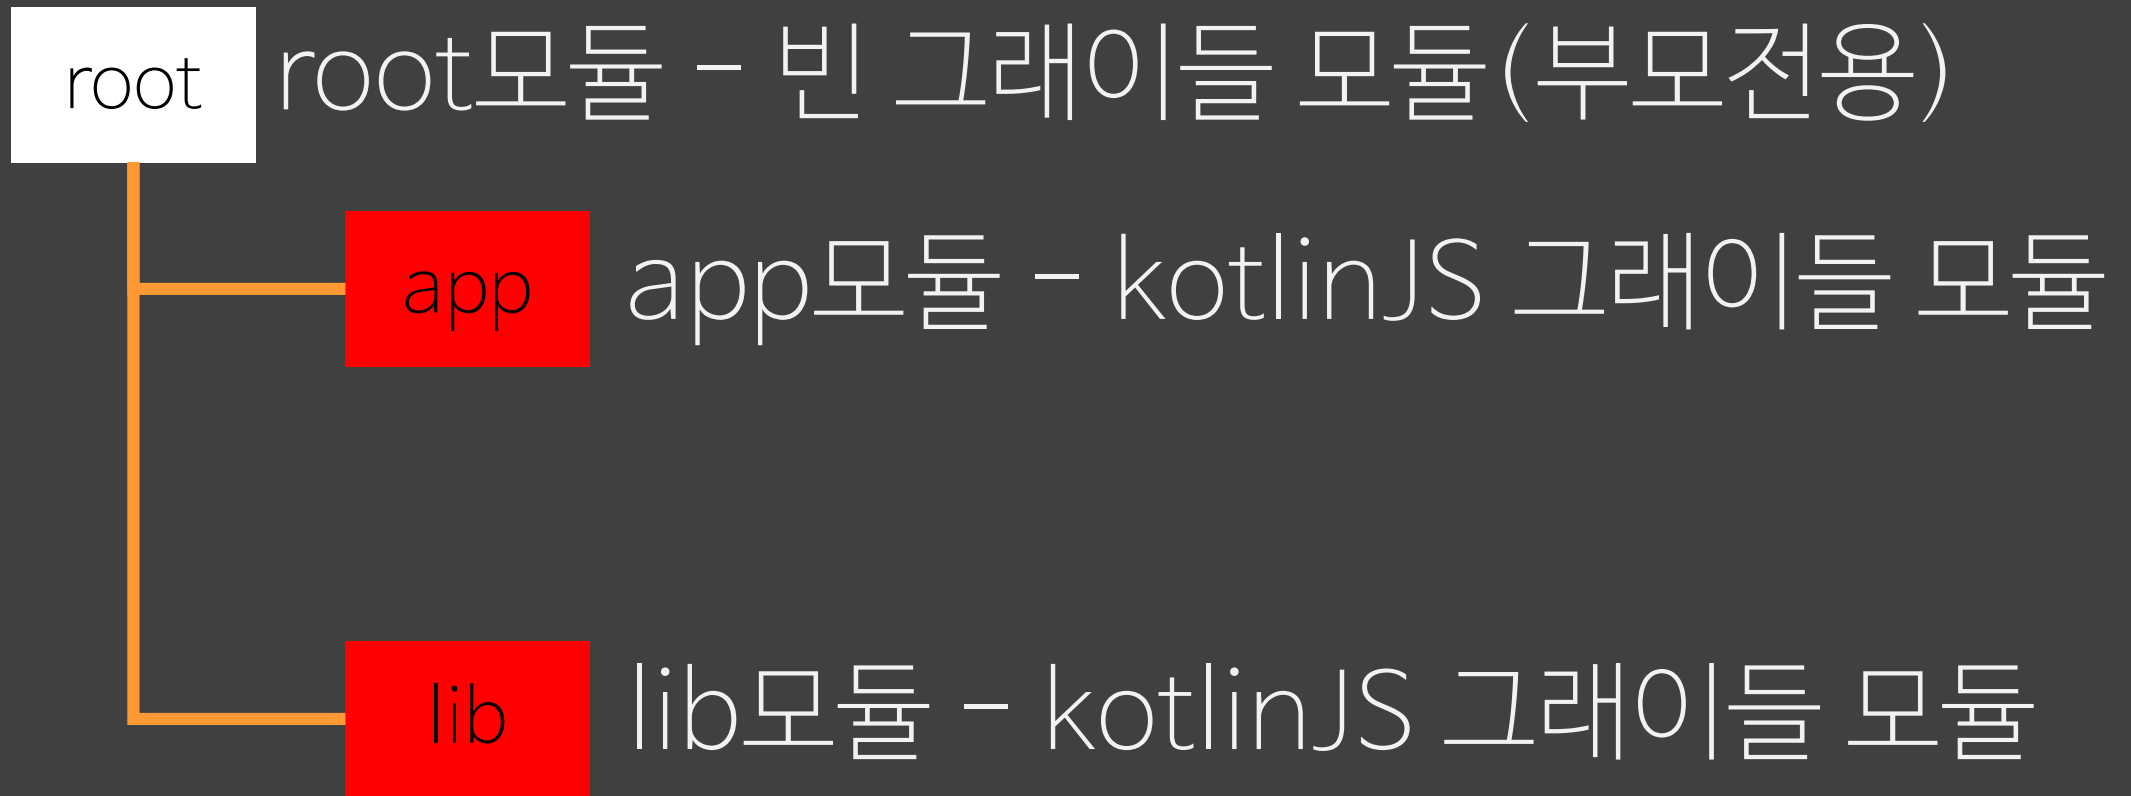 root
root모듈 - 빈 그래이들 모듈(부모전용)
app
app모듈 - kotlinJS 그래이들 모듈
lib
lib모듈 - kotlinJS 그래이들 모듈